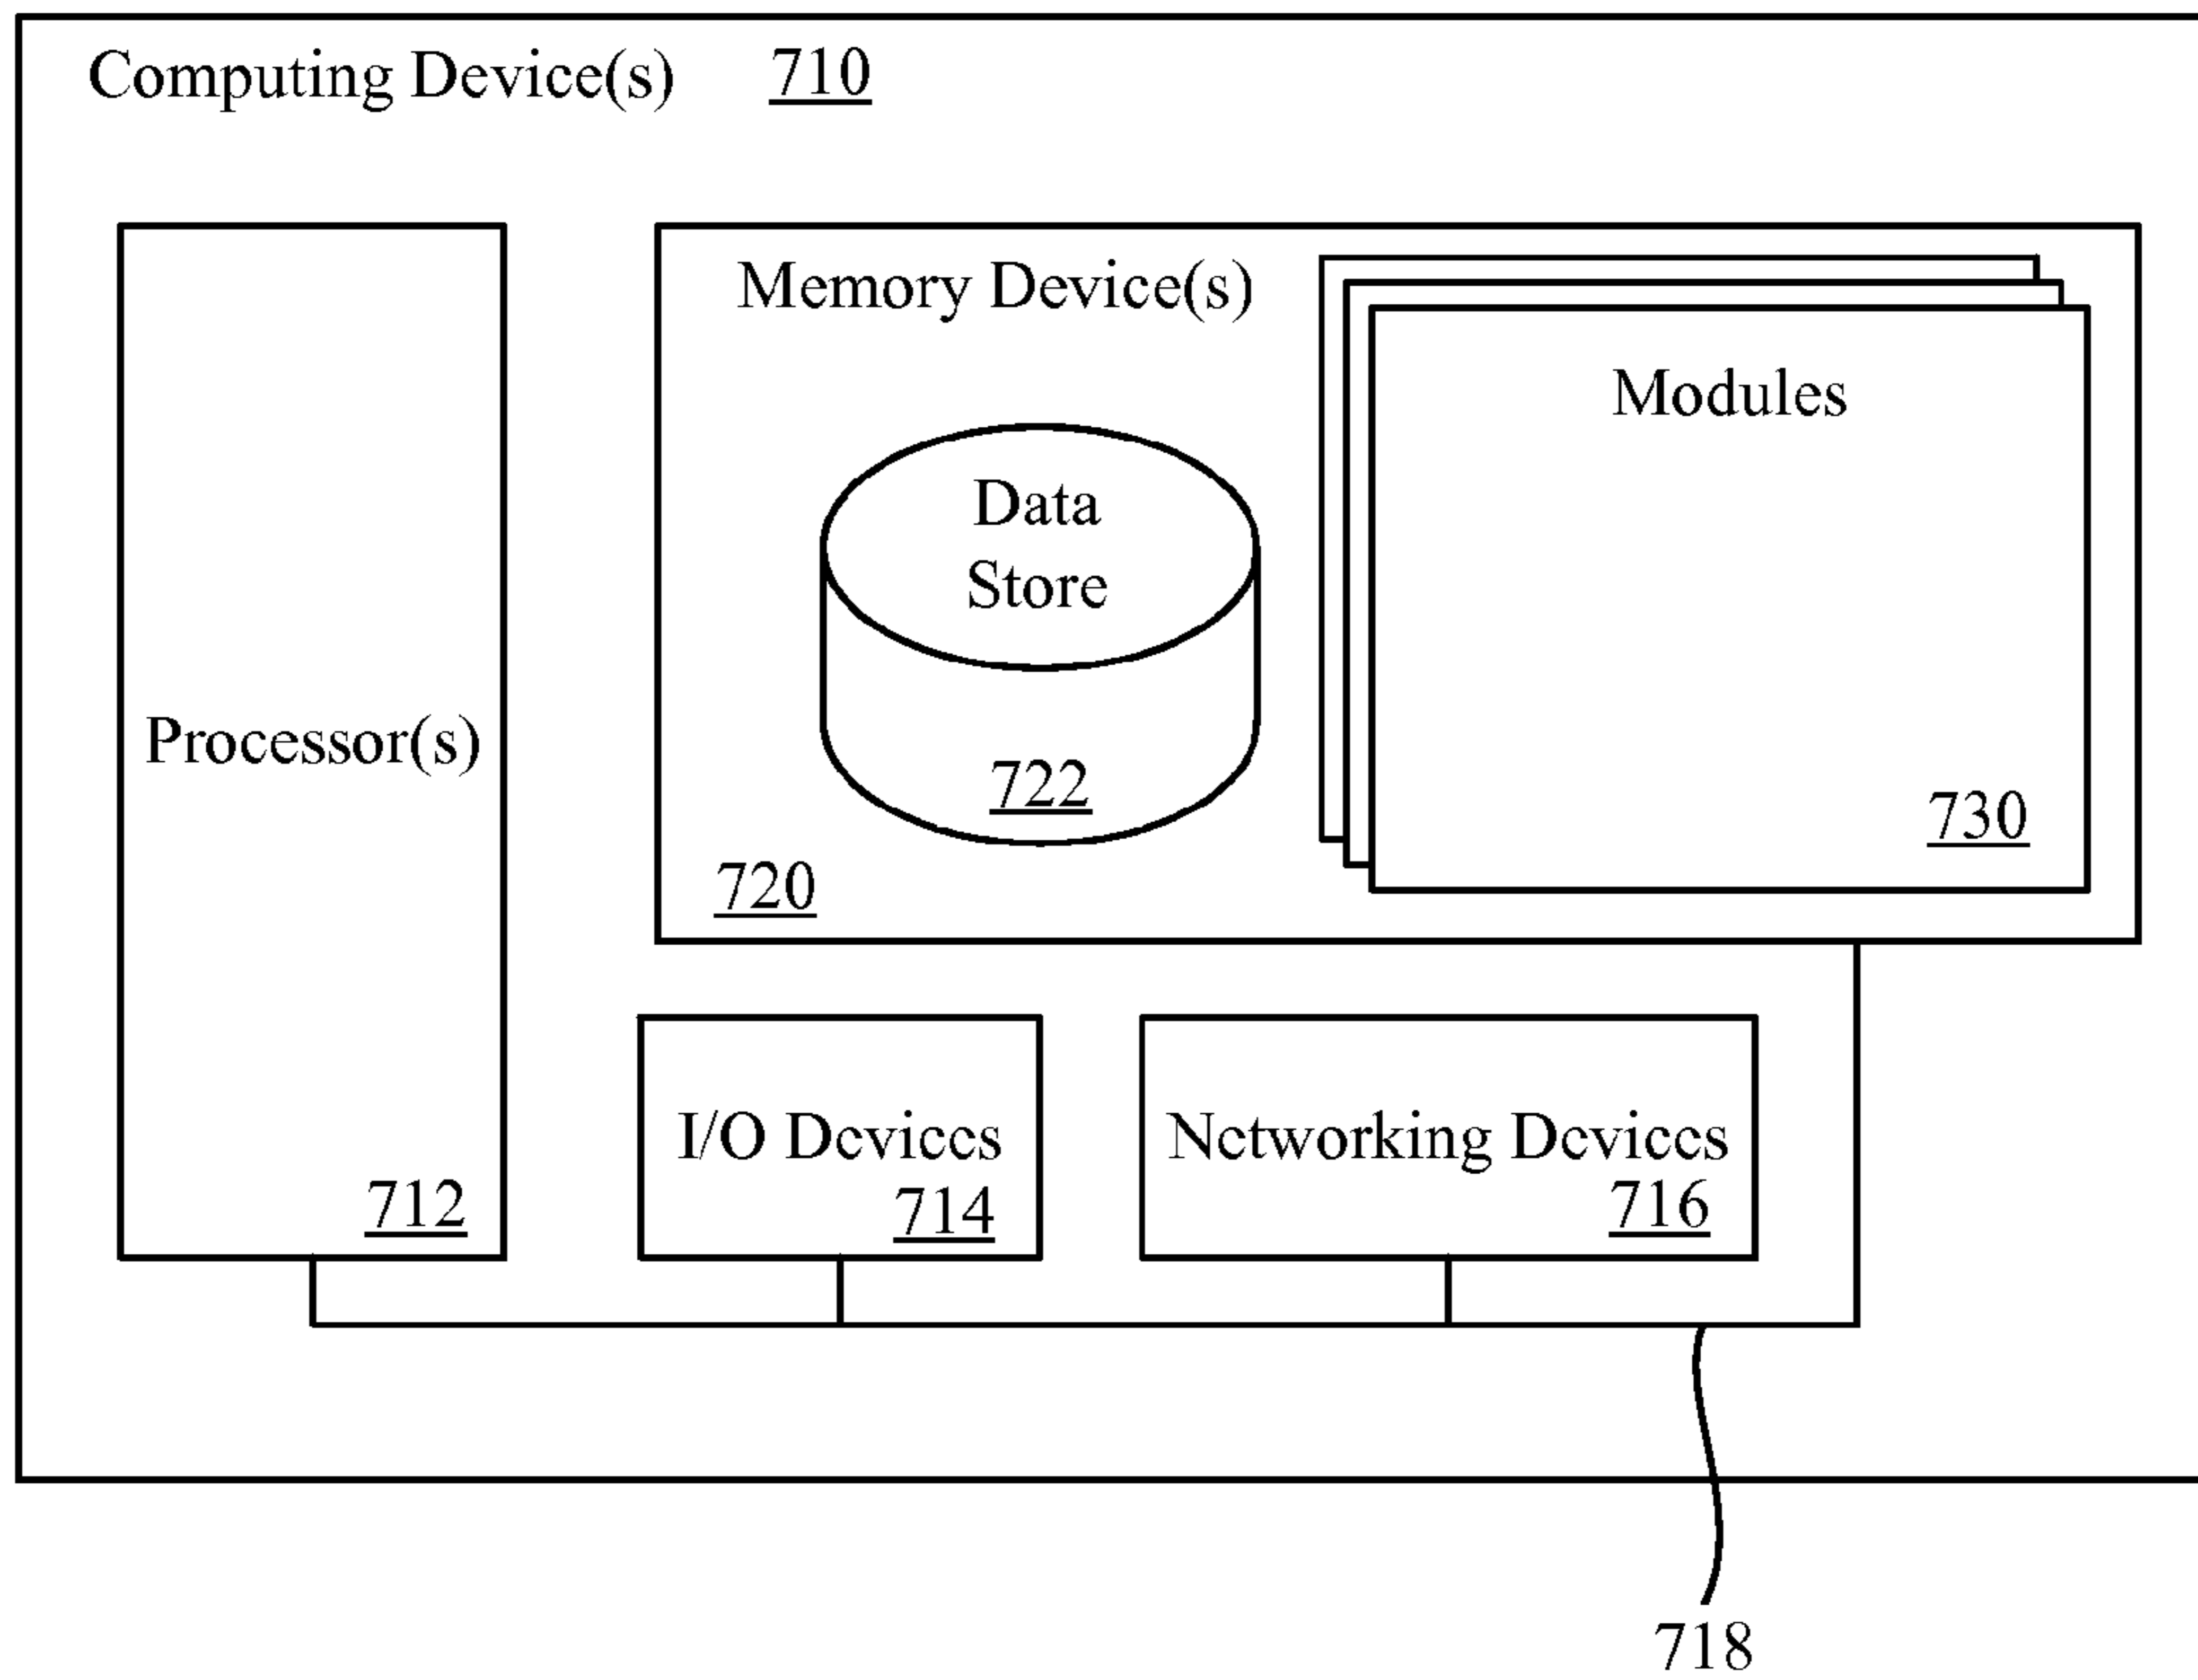 Computing Device(s) 710
Memory Device(s)
Modules
Data
Store
Processor(s)
722
730
720
I/O Devices
Networking Devices
712
714
716
718